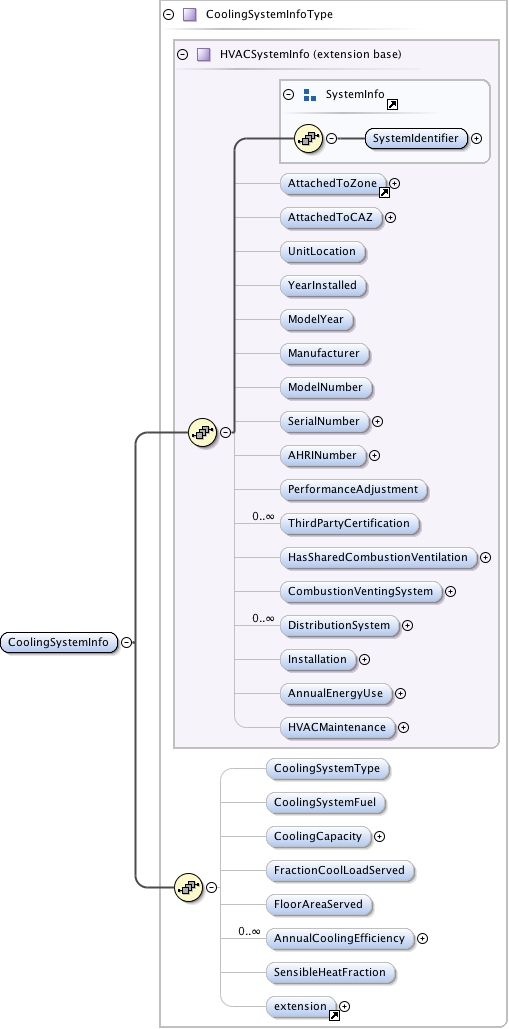 CoolingSystemInfoType
HVACSystemInfo (extension base)
SystemInfo
SystemIdentifier
AttachedToZone
AttachedToCAZ
UnitLocation
YearInstalled
ModelYear
Manufacturer
ModelNumber
SerialNumber
AHRINumber
PerformanceAdjustment
0..∞
ThirdPartyCertification
HasSharedCombustionVentilation
CombustionVentingSystem
0..∞
DistributionSystem
Installation
AnnualEnergyUse
HVACMaintenance
CoolingSystemInfo
CoolingSystemType
CoolingSystemFuel
CoolingCapacity
FractionCoolLoadServed
FloorAreaServed
0..∞
AnnualCoolingEfficiency
SensibleHeatFraction
extension